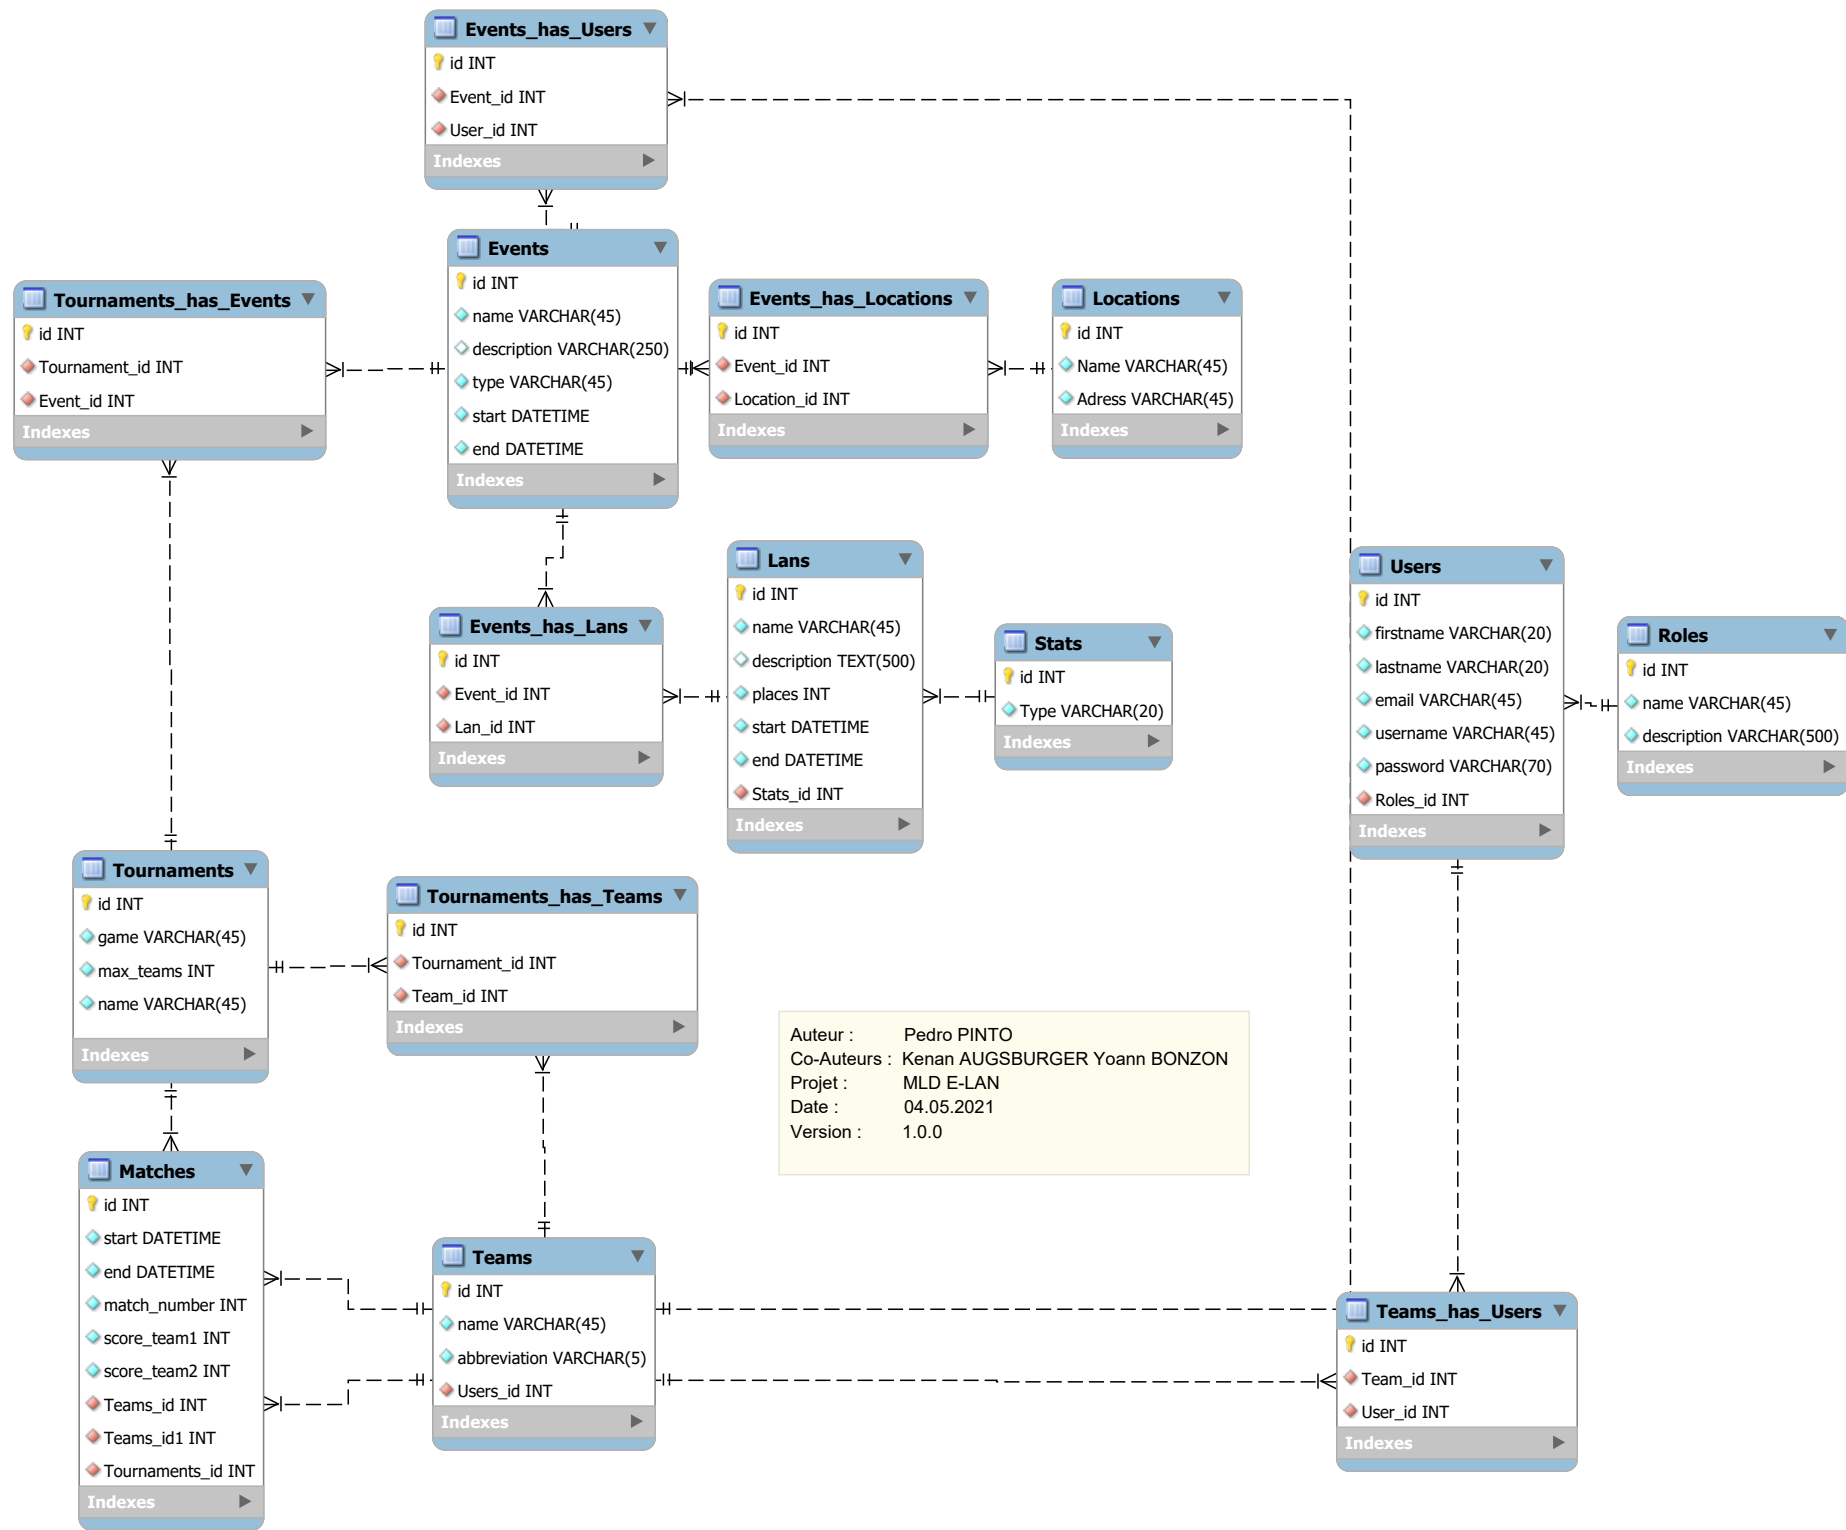 Events_has_Users
id INT
Event_id INT
User_id INT
Indexes
Events
id INT
name VARCHAR(45)
description VARCHAR(250)
type VARCHAR(45)
start DATETIME
end DATETIME
Indexes
Tournaments_has_Events
id INT
Tournament_id INT
Event_id INT
Indexes
Events_has_Locations
id INT
Event_id INT
Location_id INT
Indexes
Locations
id INT
Name VARCHAR(45)
Adress VARCHAR(45)
Indexes
Events_has_Lans
id INT
Event_id INT
Lan_id INT
Indexes
Lans
id INT
name VARCHAR(45)
description TEXT(500)
places INT
start DATETIME
end DATETIME
Stats_id INT
Indexes
Stats
id INT
Type VARCHAR(20)
Indexes
Users
id INT
firstname VARCHAR(20)
lastname VARCHAR(20)
email VARCHAR(45)
username VARCHAR(45)
password VARCHAR(70)
Roles_id INT
Indexes
Roles
id INT
name VARCHAR(45)
description VARCHAR(500)
Indexes
Tournaments
id INT
game VARCHAR(45)
max_teams INT
name VARCHAR(45)
Indexes
Tournaments_has_Teams
id INT
Tournament_id INT
Team_id INT
Indexes
Auteur : Pedro PINTO
Co-Auteurs : Kenan AUGSBURGER Yoann BONZON
Projet : MLD E-LAN
Date : 04.05.2021
Version : 1.0.0
Matches
id INT
start DATETIME
end DATETIME
match_number INT
score_team1 INT
score_team2 INT
Teams_id INT
Teams_id1 INT
Tournaments_id INT
Indexes
Teams
id INT
name VARCHAR(45)
abbreviation VARCHAR(5)
Users_id INT
Indexes
Teams_has_Users
id INT
Team_id INT
User_id INT
Indexes